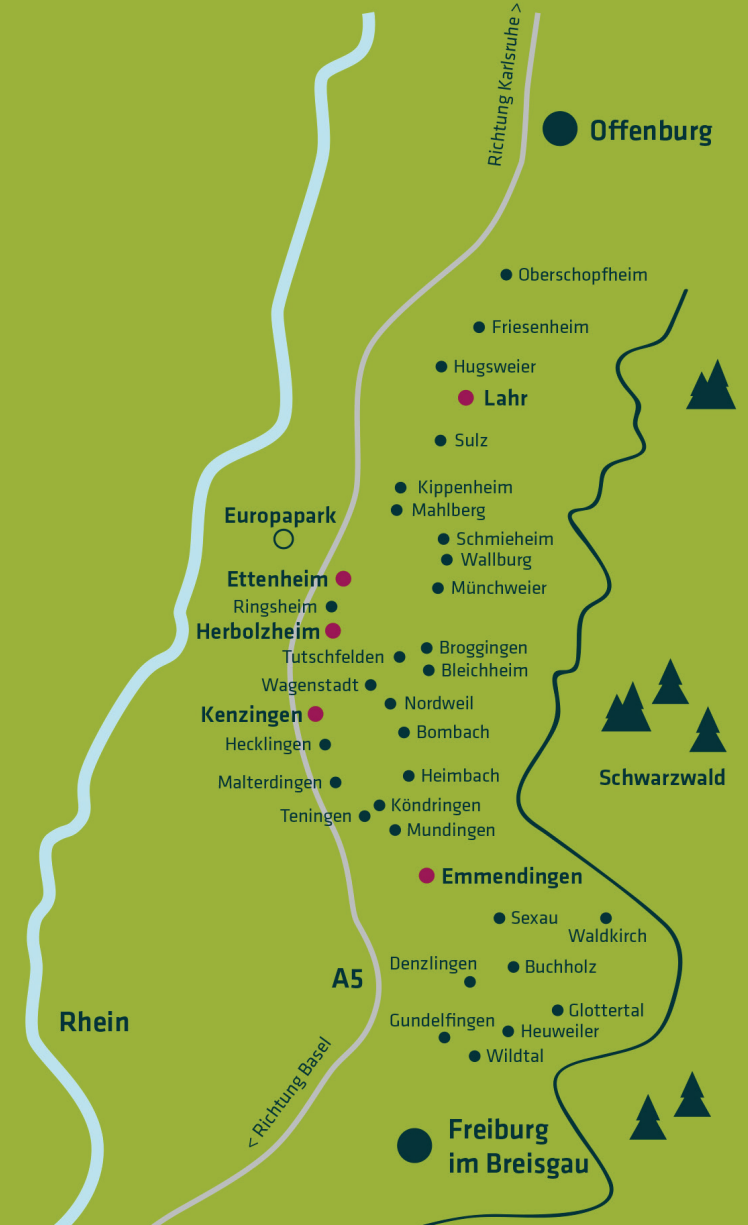 Richtung Karlsruhe >
Offenburg
Oberschopfheim
Friesenheim
Hugsweier
Lahr
Sulz
Kippenheim
Mahlberg
Europapark
Schmieheim
Wallburg
Ettenheim
Münchweier
Ringsheim
Herbolzheim
Broggingen
Tutschfelden
Bleichheim
Wagenstadt
Nordweil
Kenzingen
Bombach
Hecklingen
Heimbach
Schwarzwald
Malterdingen
Köndringen
Teningen
Mundingen
Emmendingen
Sexau
Waldkirch
Denzlingen
Buchholz
A5
Glottertal
Rhein
Gundelfingen
Heuweiler
Wildtal
< Richtung Basel
Freiburg
im Breisgau